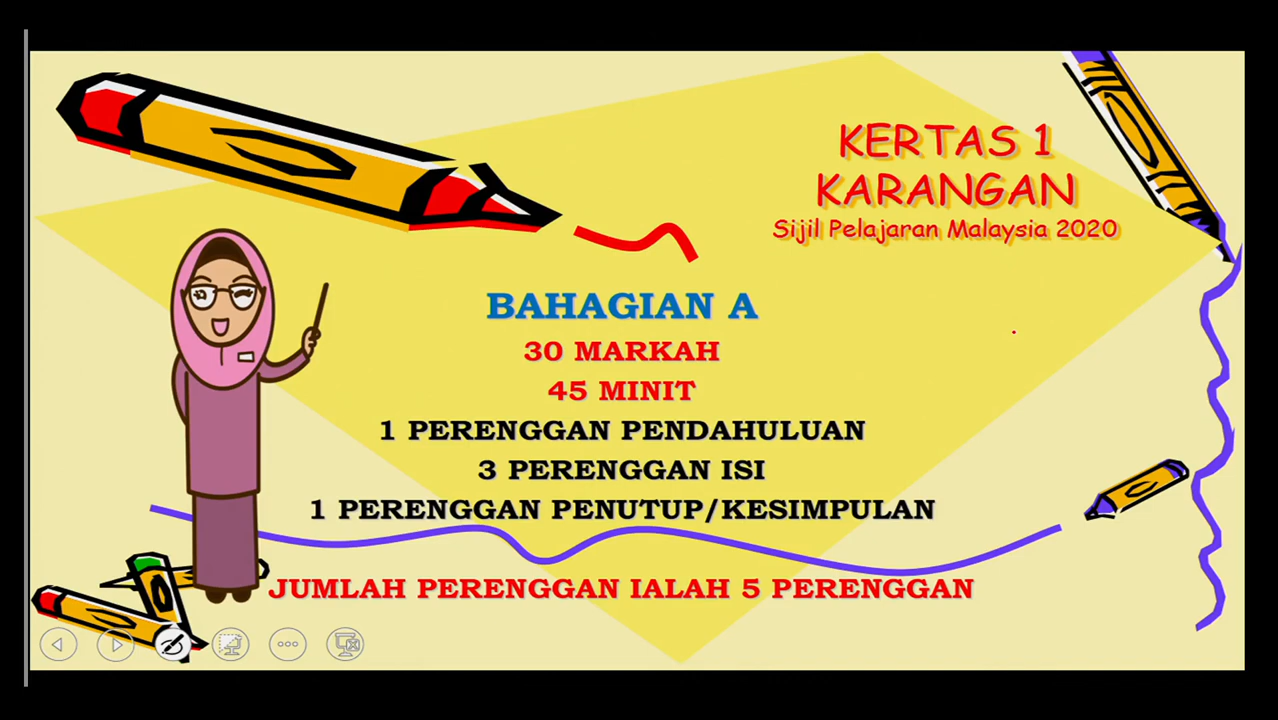 KERTAS 1
KARANGAN
Sijil Pelajaran Malaysia 2020
BAHAGIAN A
30 MARKAH
45 MINIT
1 PERENGGAN PENDAHULUAN
3 PERENGGAN ISI
1 PERENGGAN PENUTUP/KESIMPULAN
JUMLAH PERENGGAN IALAH 5 PERENGGAN